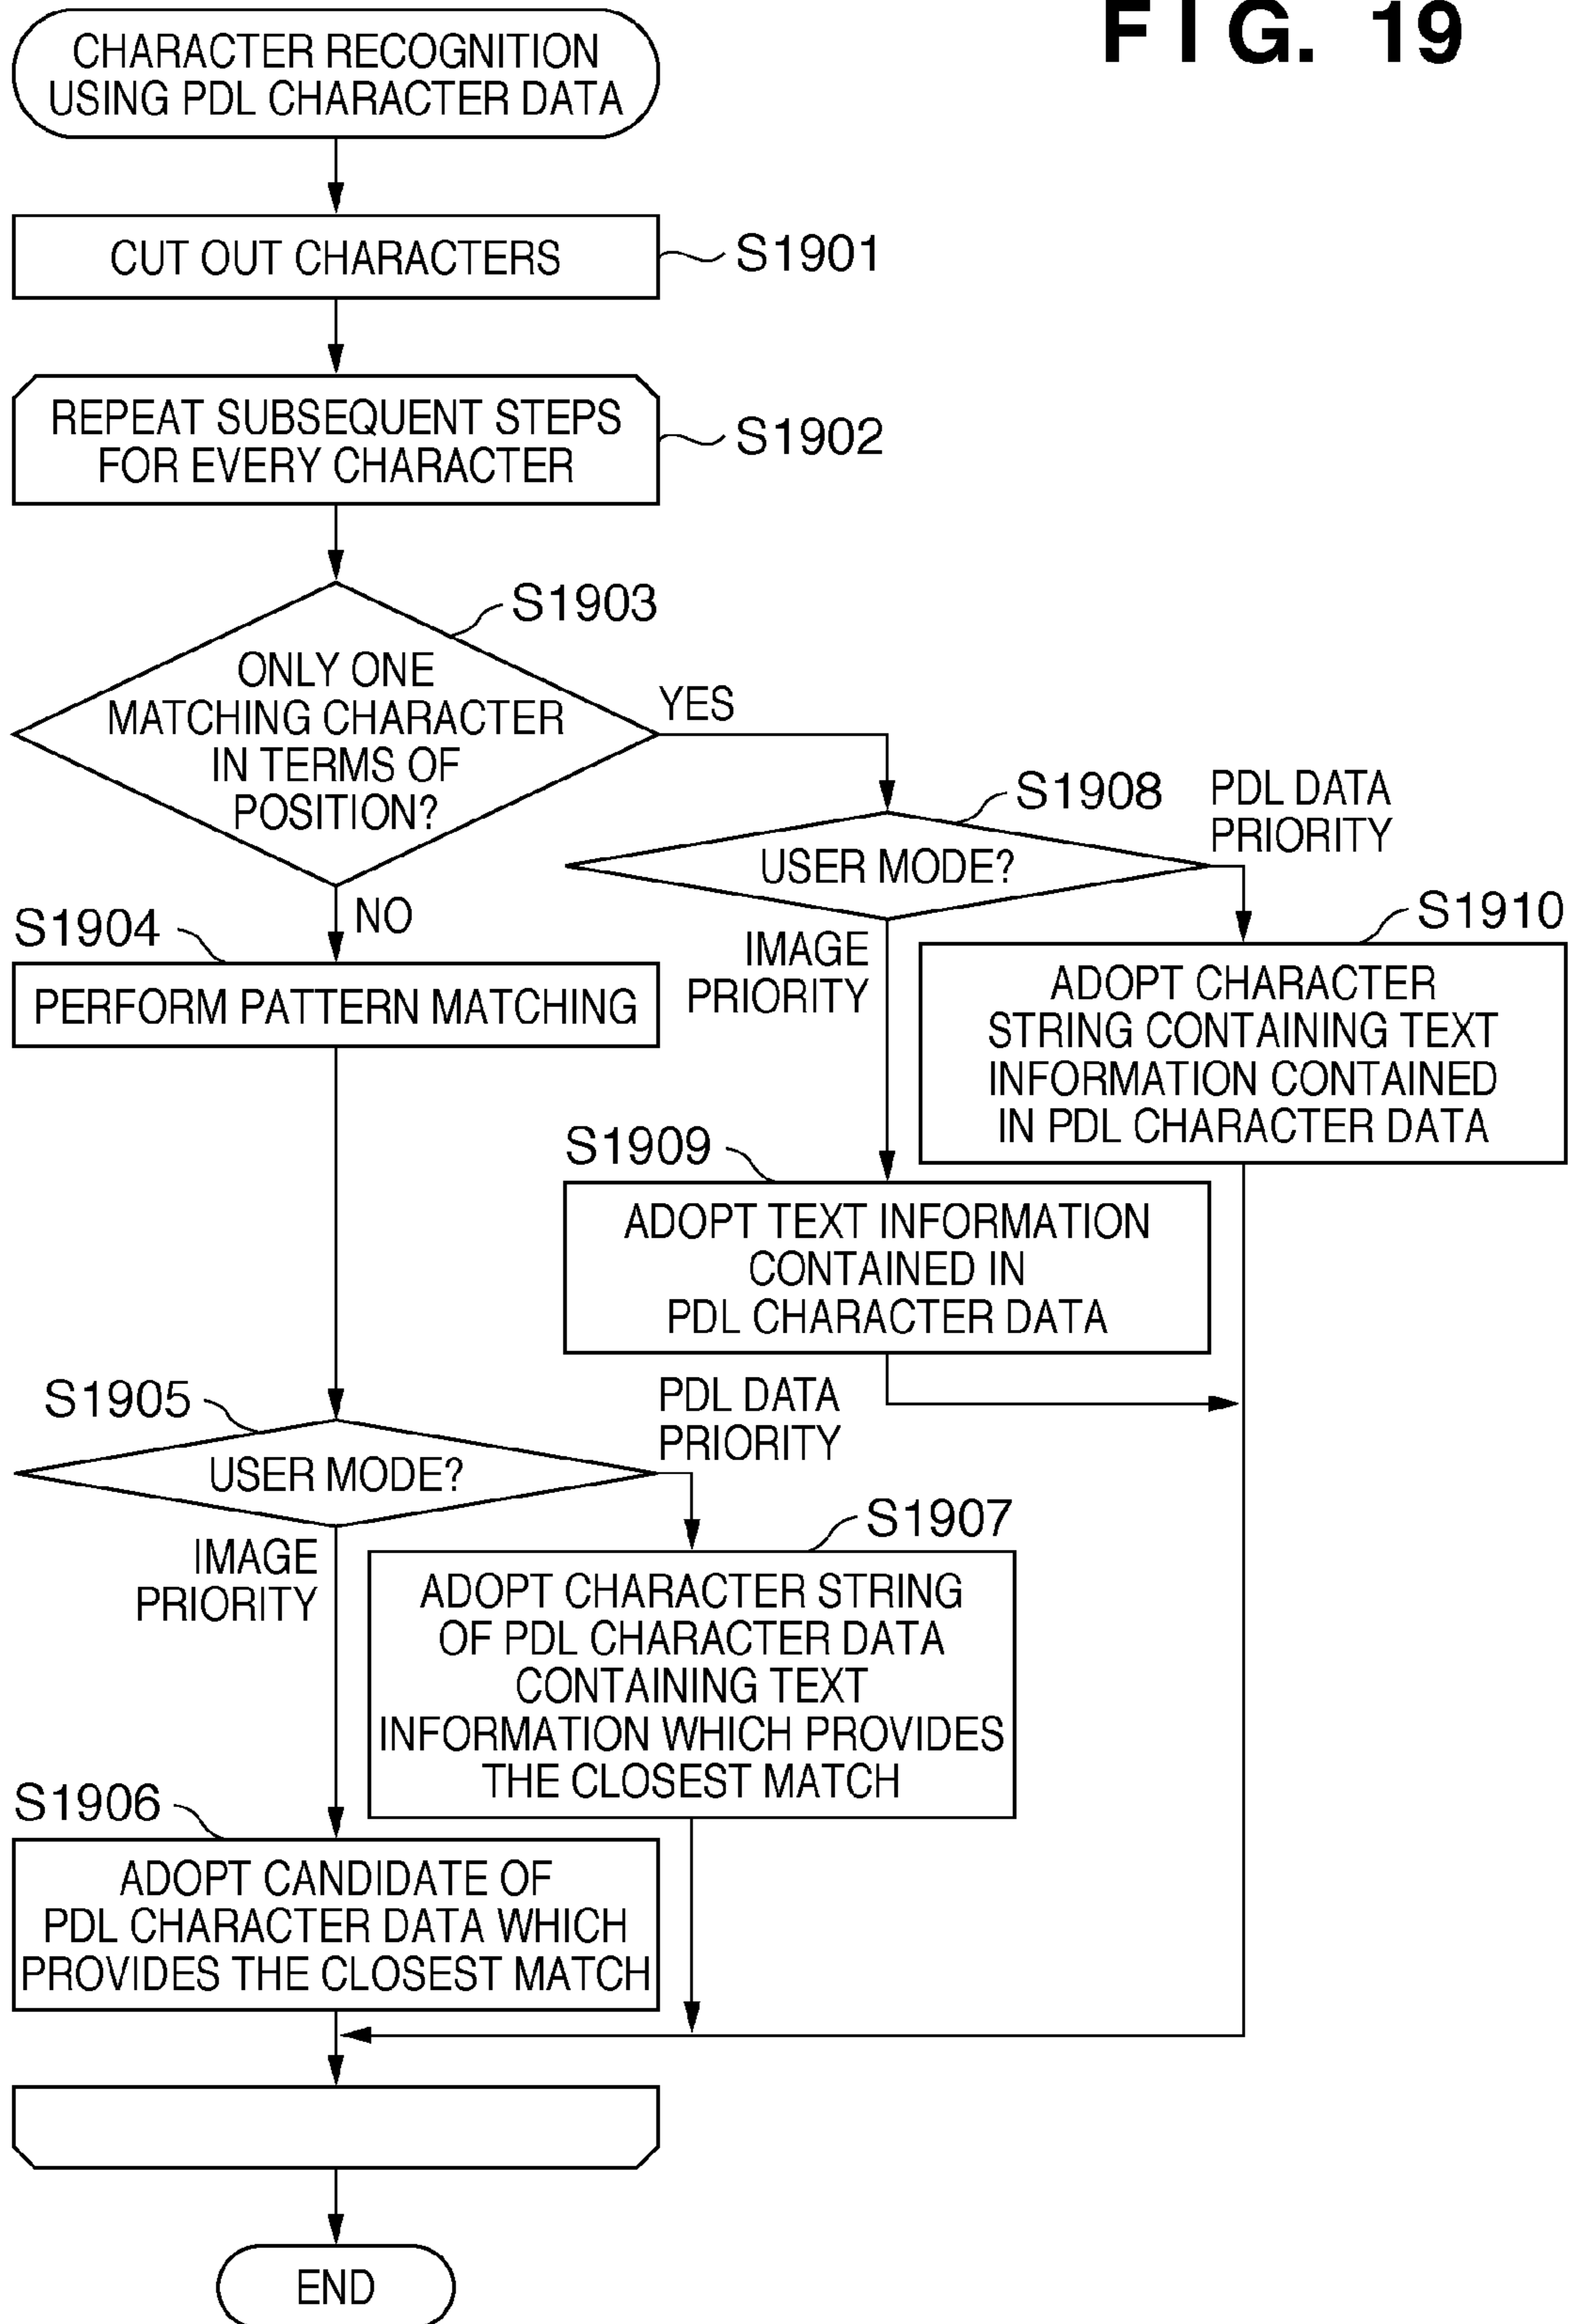 FIG. 19
CHARACTER RECOGNITION
USING PDL CHARACTER DATA
CUT OUT CHARACTERS
S1901
REPEAT SUBSEQUENT STEPS
FOR EVERY CHARACTER
S1902
S1903
ONLY ONE
MATCHING CHARACTER
IN TERMS OF
POSITION?
YES
NO
S1908
USER MODE?
PDL DATA
PRIORITY
IMAGE
PRIORITY
S1910
ADOPT CHARACTER
STRING CONTAINING TEXT
INFORMATION CONTAINED
IN PDL CHARACTER DATA
S1904
PERFORM PATTERN MATCHING
S1909
ADOPT TEXT INFORMATION
CONTAINED IN
PDL CHARACTER DATA
S1905
USER MODE?
PDL DATA
PRIORITY
IMAGE
PRIORITY
S1907
ADOPT CHARACTER STRING
OF PDL CHARACTER DATA
CONTAINING TEXT
INFORMATION WHICH PROVIDES
THE CLOSEST MATCH
S1906
ADOPT CANDIDATE OF
PDL CHARACTER DATA WHICH
PROVIDES THE CLOSEST MATCH
END